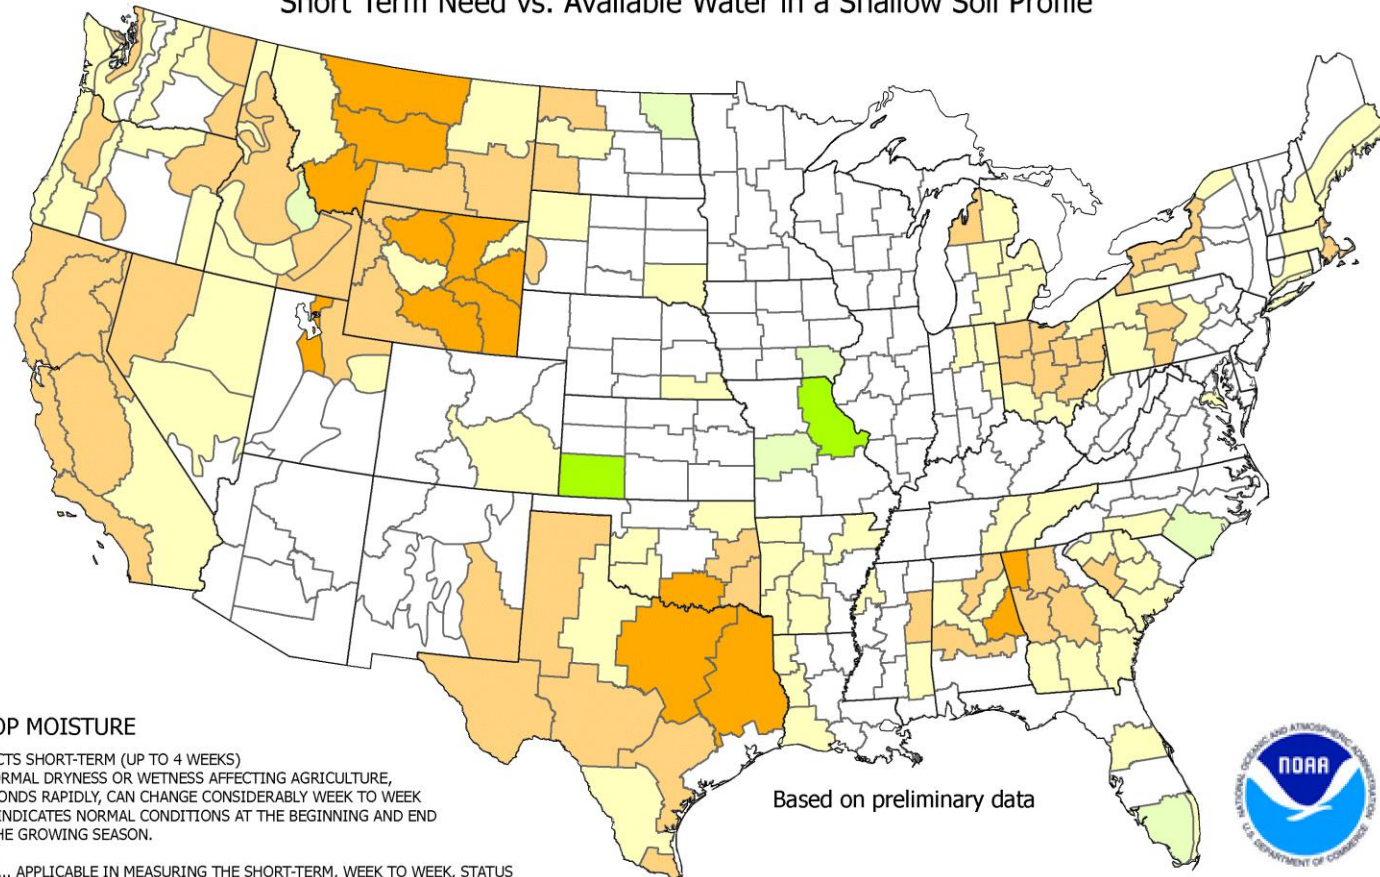 Short Term Need vs. Available Water in a Shallow Soil Profile
OP MOISTURE
CTS SHORT-TERM (UP TO 4 WEEKS)
ORMAL DRYNESS OR WETNESS AFFECTING AGRICULTURE,
ONDS RAPIDLY, CAN CHANGE CONSIDERABLY WEEK TO WEEK
INDICATES NORMAL CONDITIONS AT THE BEGINNING AND END
HE GROWING SEASON.
... APPLICABLE IN MEASURING THE SHORT-TERM, WEEK TO WEEK, STATUS
Based on preliminary data
NATIONAL OCEANIC AND ATMOSPHERIC ADMINISTRATION
NOAA
U.S. DEPARTMENT OF COMMERCE